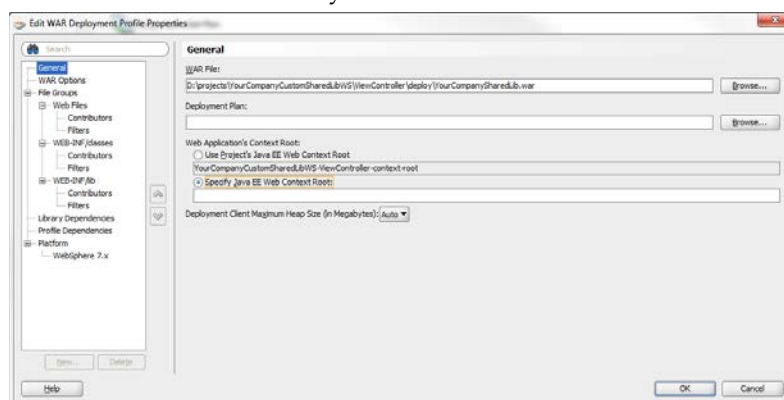 Edit WAR Deployment Profile Properties
Search
General
WAR Options
File Groups
Web Files
Contributors
Filters
WEB-INF/classes
Contributors
Filters
WEB-INF/lib
Contributors
Filters
Library Dependencies
Profile Dependencies
Platform
WebSphere 7.x
New...
Delete
General
WAR File:
D:\projects\YourCompanyCustomSharedLibWS\ViewController\deploy\YourCompanySharedLib.war
Browse...
Deployment Plan:
Browse...
Web Application's Context Root:
Use Project's Java EE Web Context Root
YourCompanyCustomSharedLibWS-ViewController-context-root
Specify Java EE Web Context Root:
Deployment Client Maximum Heap Size (in Megabytes): Auto
Help
OK
Cancel